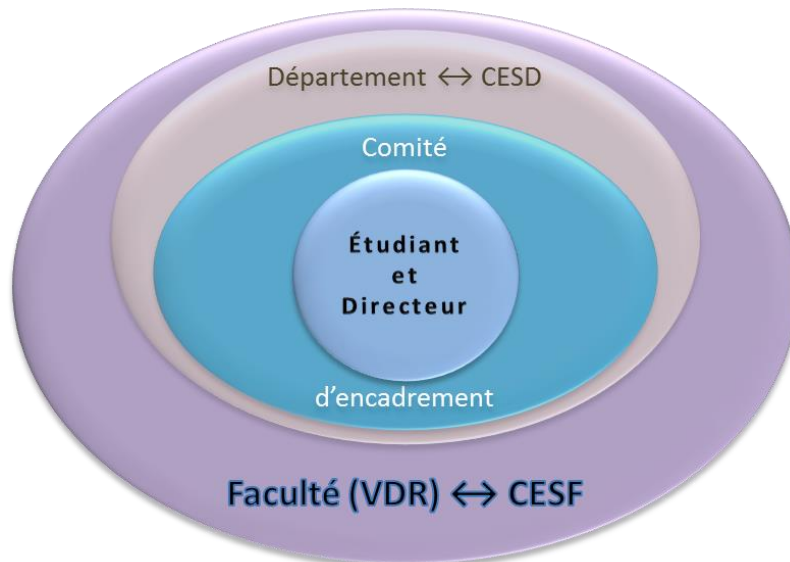 Département ↔ CESD
Comité
Étudiant
et
Directeur
d’encadrement
Faculté (VDR) ↔ CESF